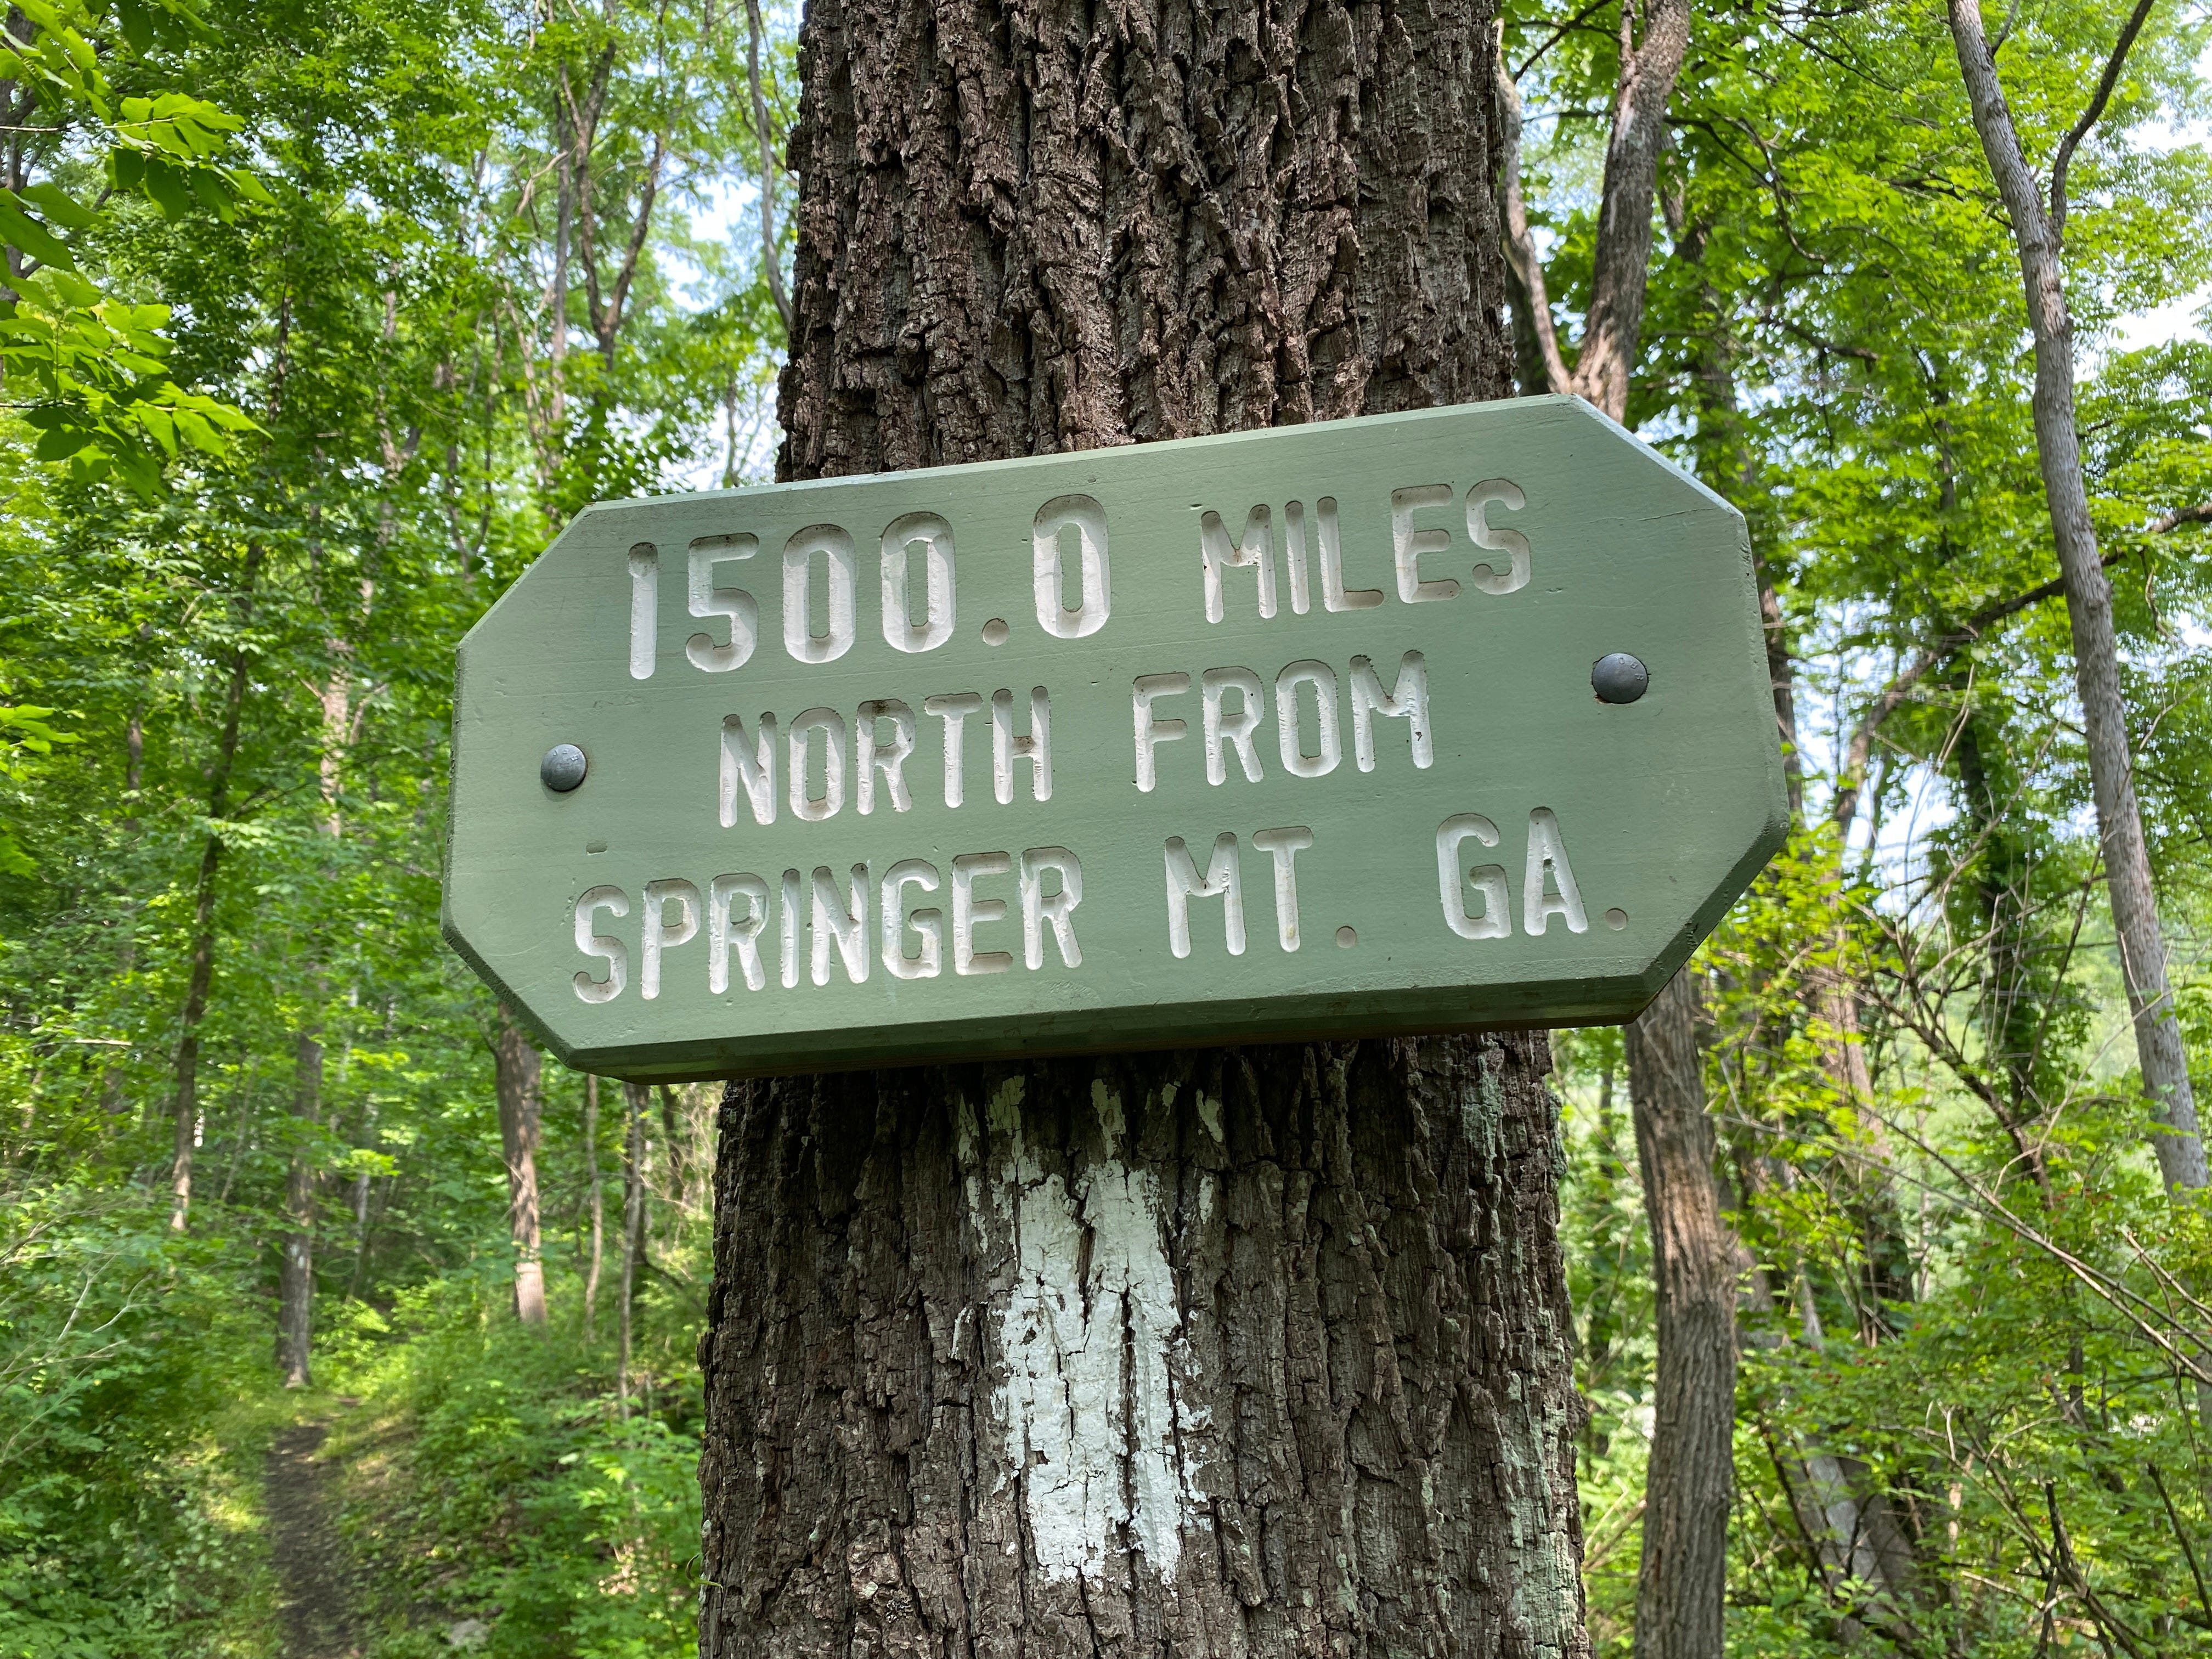 1500.0 MILES
NORTH FROM
SPRINGER MT. GA.